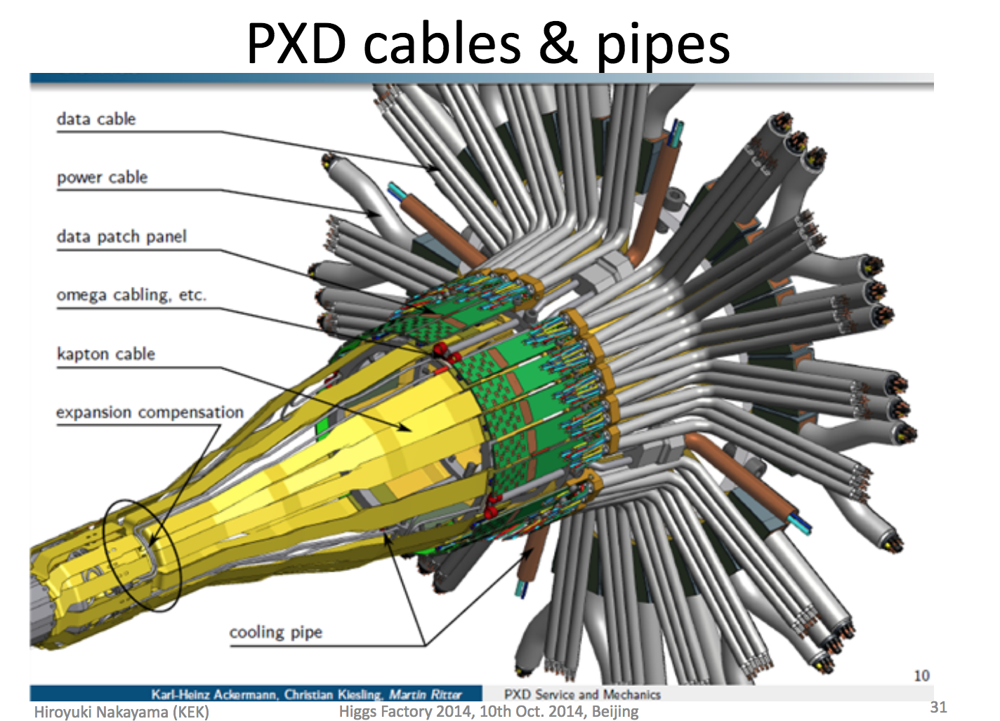 PXD cables & pipes
data cable
power cable
data patch panel
omega cabling, etc.
kapton cable
expansion compensation
cooling pipe
10
Karl-Heinz Ackermann, Christian Kiesling, Martin Ritter
PXD Service and Mechanics
Hiroyuki Nakayama (KEK)
Higgs Factory 2014, 10th Oct. 2014, Beijing
31